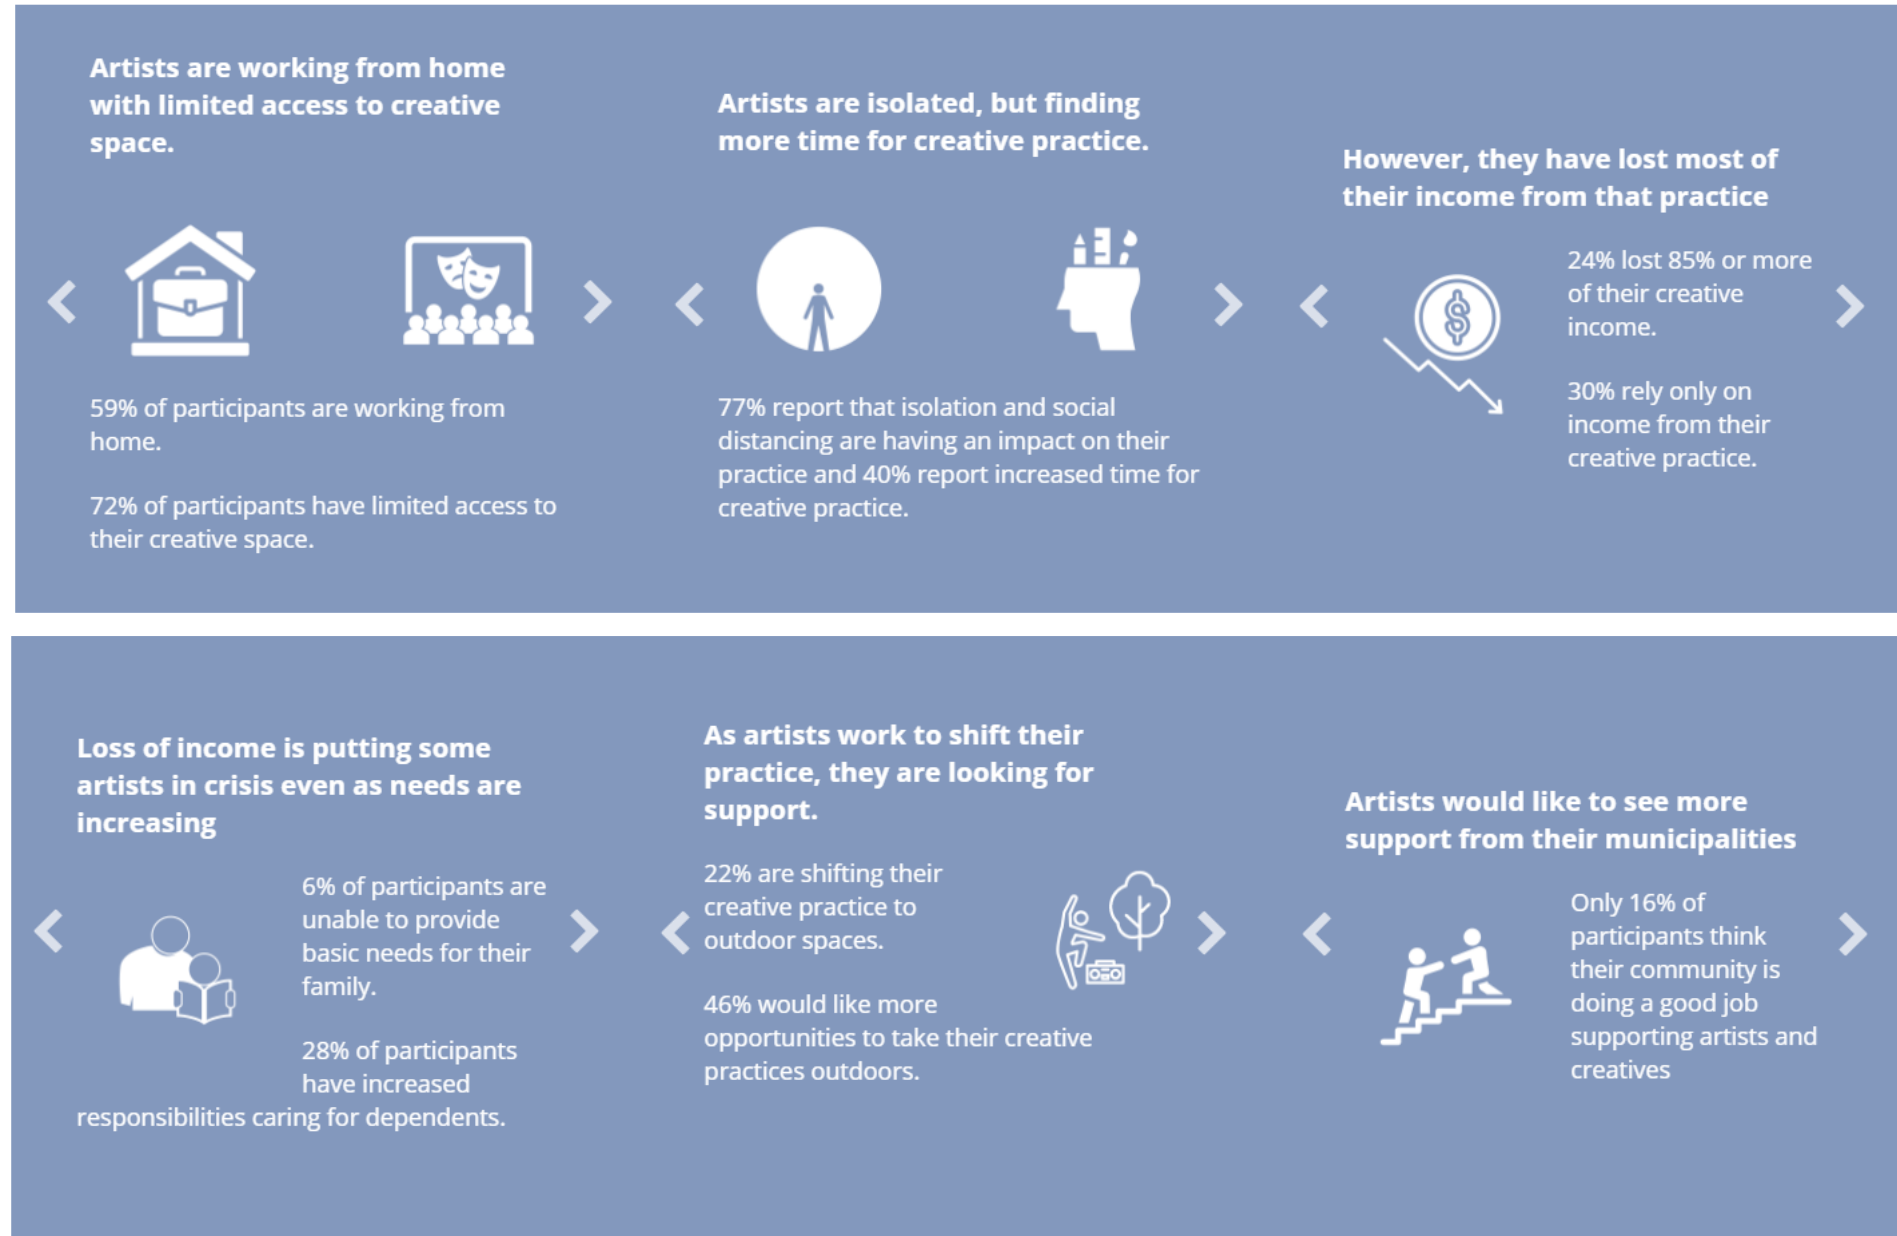 Artists are working from home
with limited access to creative
space.
59% of participants are working from
home.
72% of participants have limited access to
their creative space.
Artists are isolated, but finding
more time for creative practice.
77% report that isolation and social
distancing are having an impact on their
practice and 40% report increased time for
creative practice.
However, they have lost most of
their income from that practice
24% lost 85% or more
of their creative
income.
30% rely only on
income from their
creative practice.
Loss of income is putting some
artists in crisis even as needs are
increasing
6% of participants are
unable to provide
basic needs for their
family.
28% of participants
have increased
responsibilities caring for dependents.
As artists work to shift their
practice, they are looking for
support.
22% are shifting their
creative practice to
outdoor spaces.
46% would like more
opportunities to take their creative
practices outdoors.
Artists would like to see more
support from their municipalities
Only 16% of
participants think
their community is
doing a good job
supporting artists and
creatives